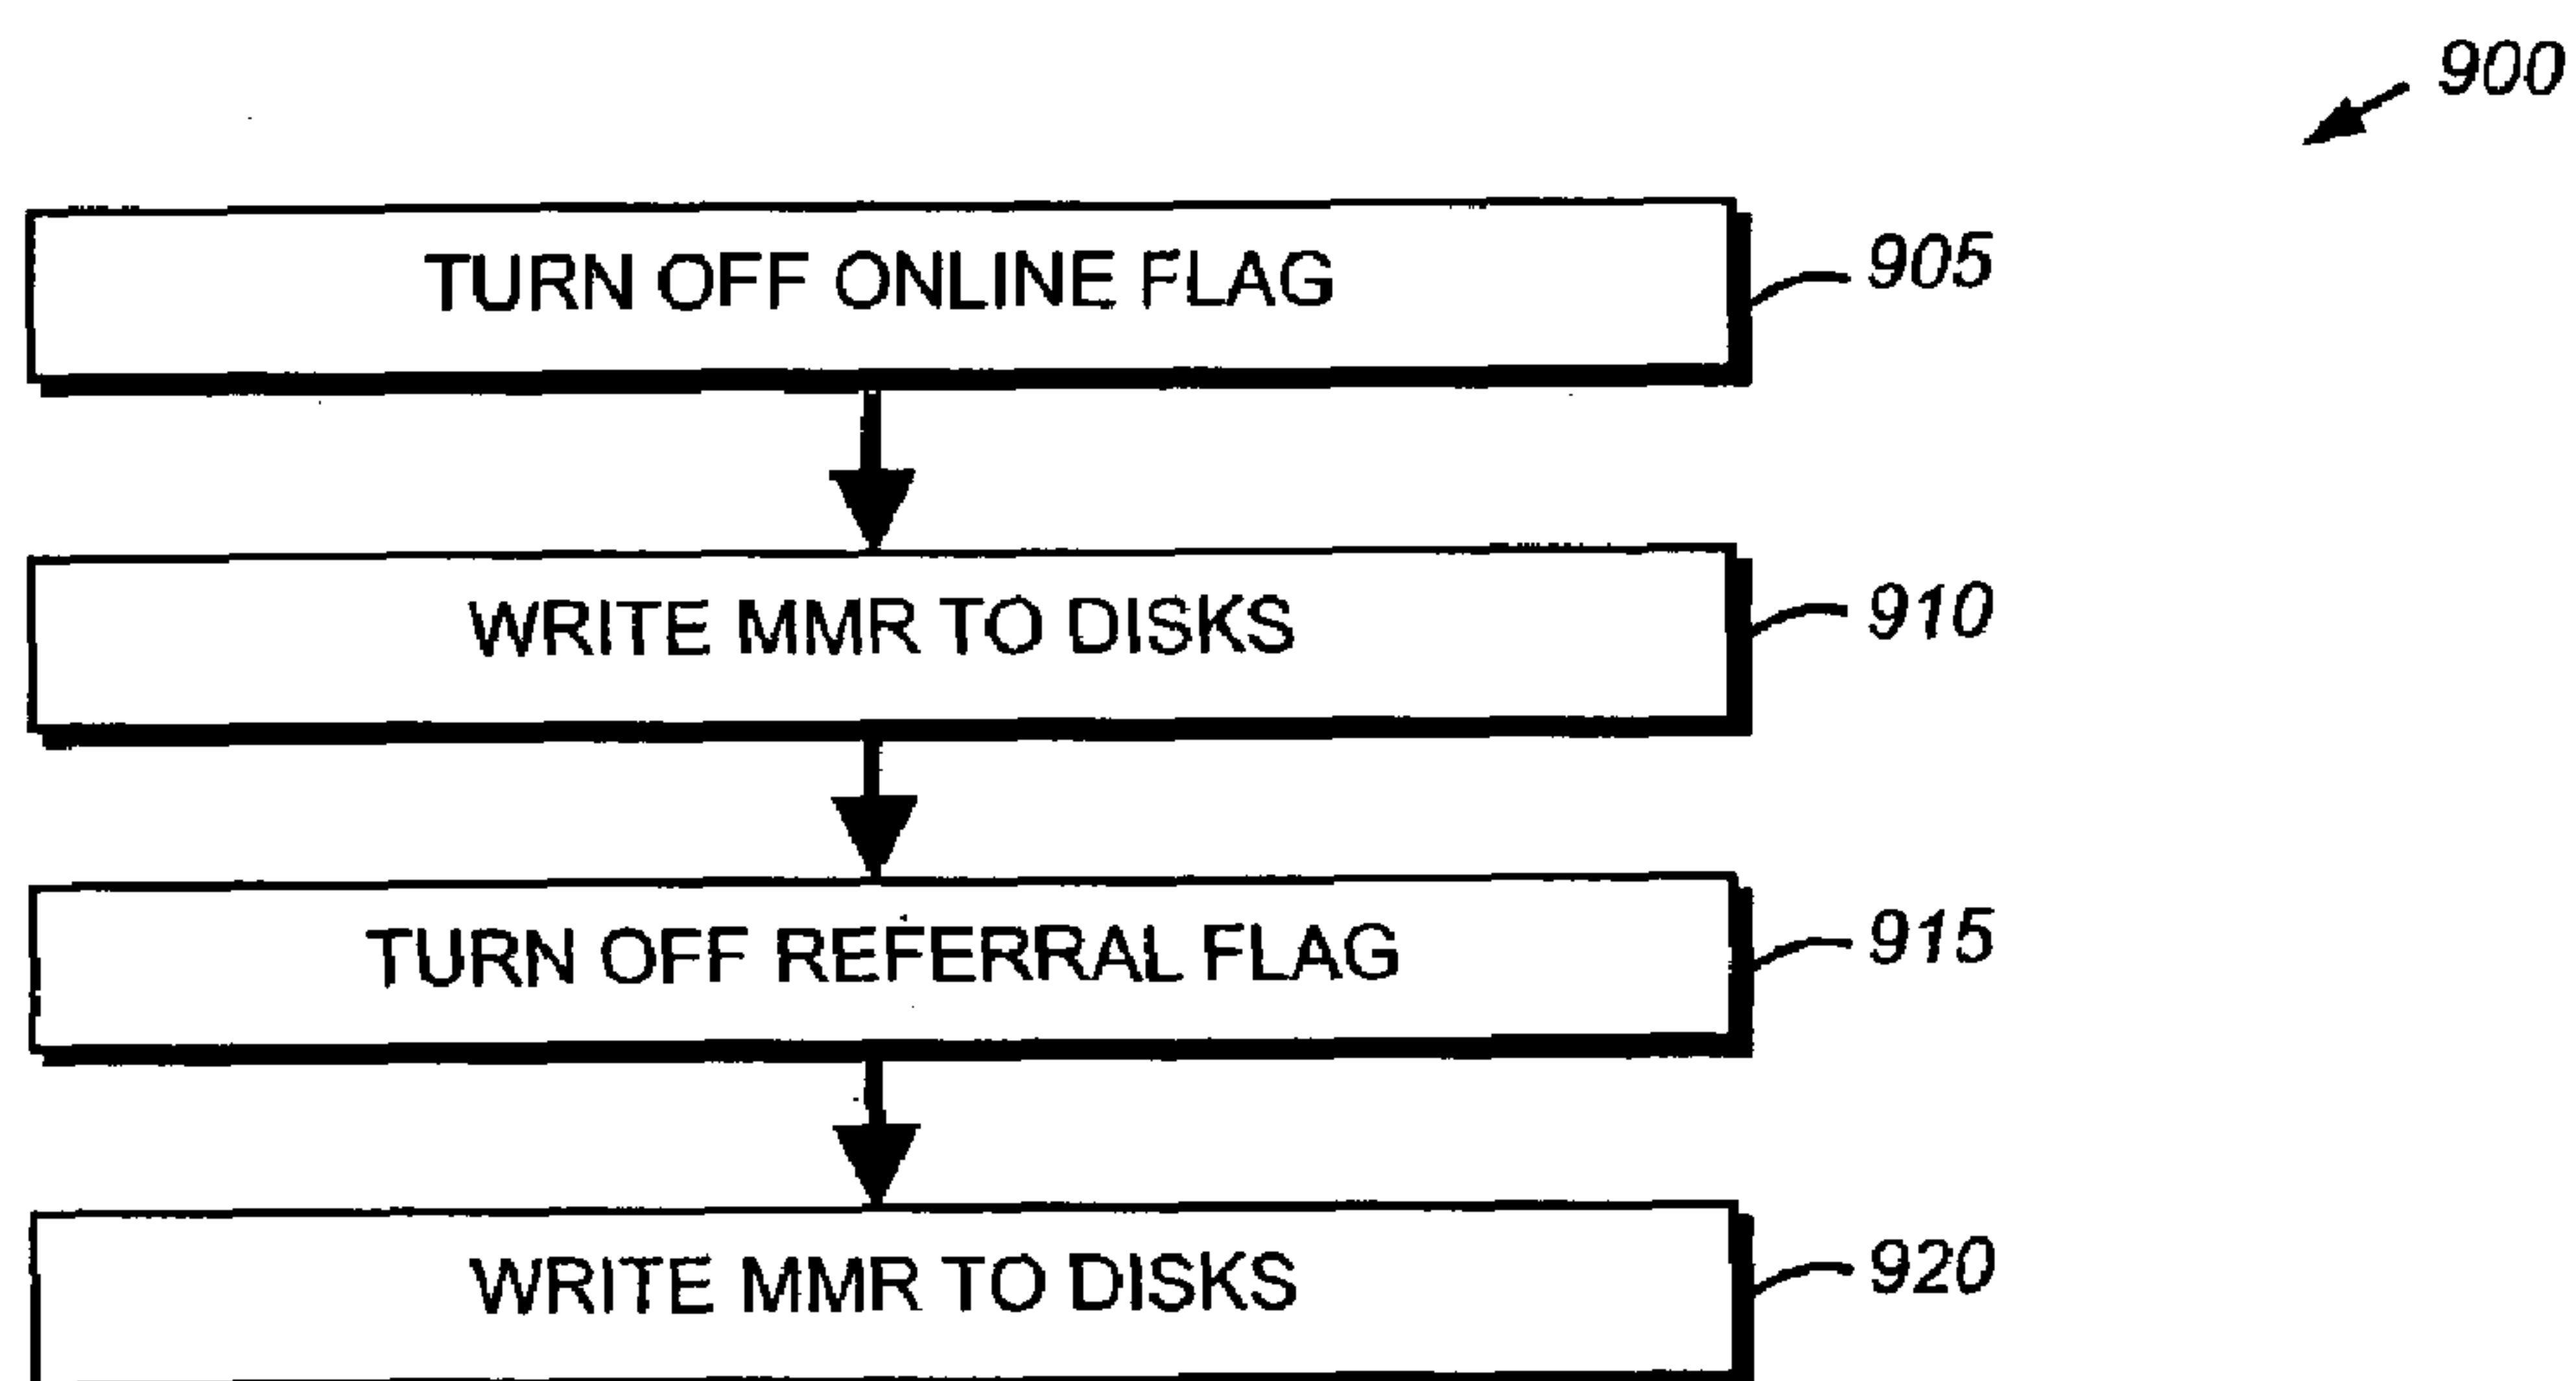 900
TURN OFF ONLINE FLAG
905
WRITE MMR TO DISKS
910
TURN OFF REFERRAL FLAG
915
WRITE MMR TO DISKS
920